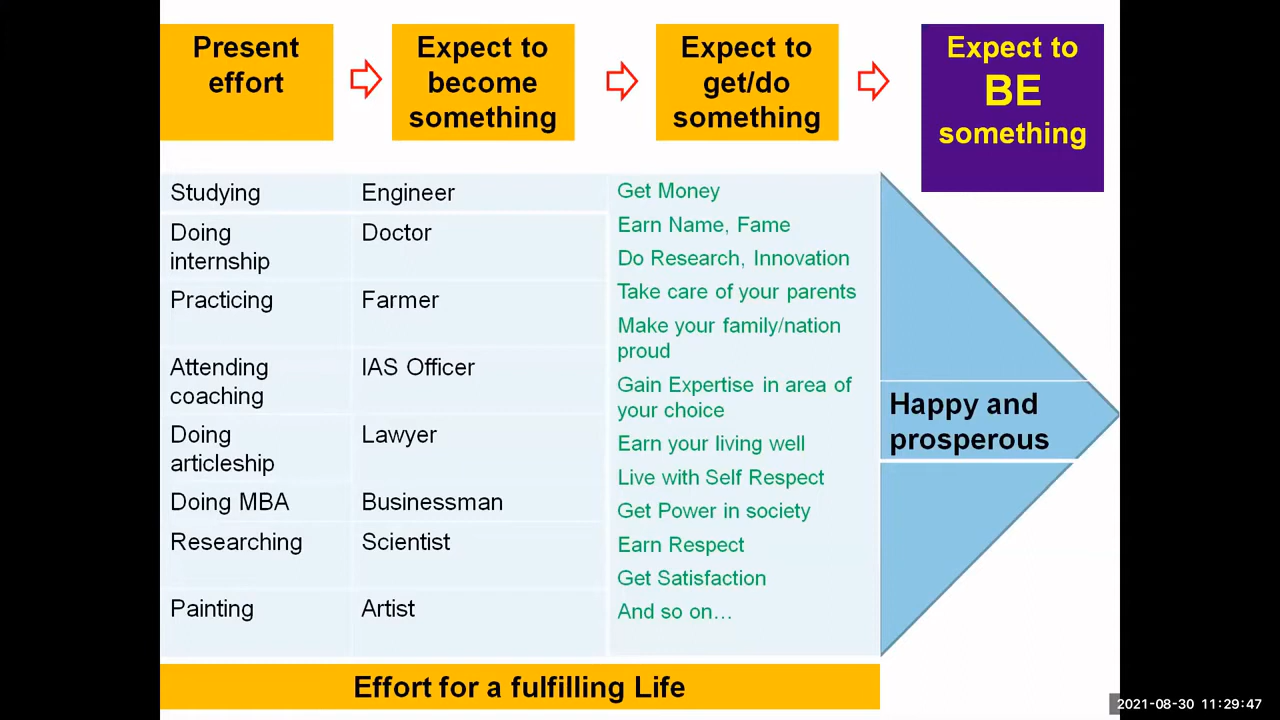 Present
effort
Expect to
become
something
Expect to
get/do
something
Expect to
BE
something
Studying
Engineer
Doing
internship
Doctor
Practicing
Farmer
Attending
coaching
IAS Officer
Doing
articleship
Lawyer
Doing MBA
Businessman
Researching
Scientist
Painting
Artist
Get Money
Earn Name, Fame
Do Research, Innovation
Take care of your parents
Make your family/nation
proud
Gain Expertise in area of
your choice
Earn your living well
Live with Self Respect
Get Power in society
Earn Respect
Get Satisfaction
And so on…
Happy and
prosperous
Effort for a fulfilling Life
2021-08-30 11:29:47